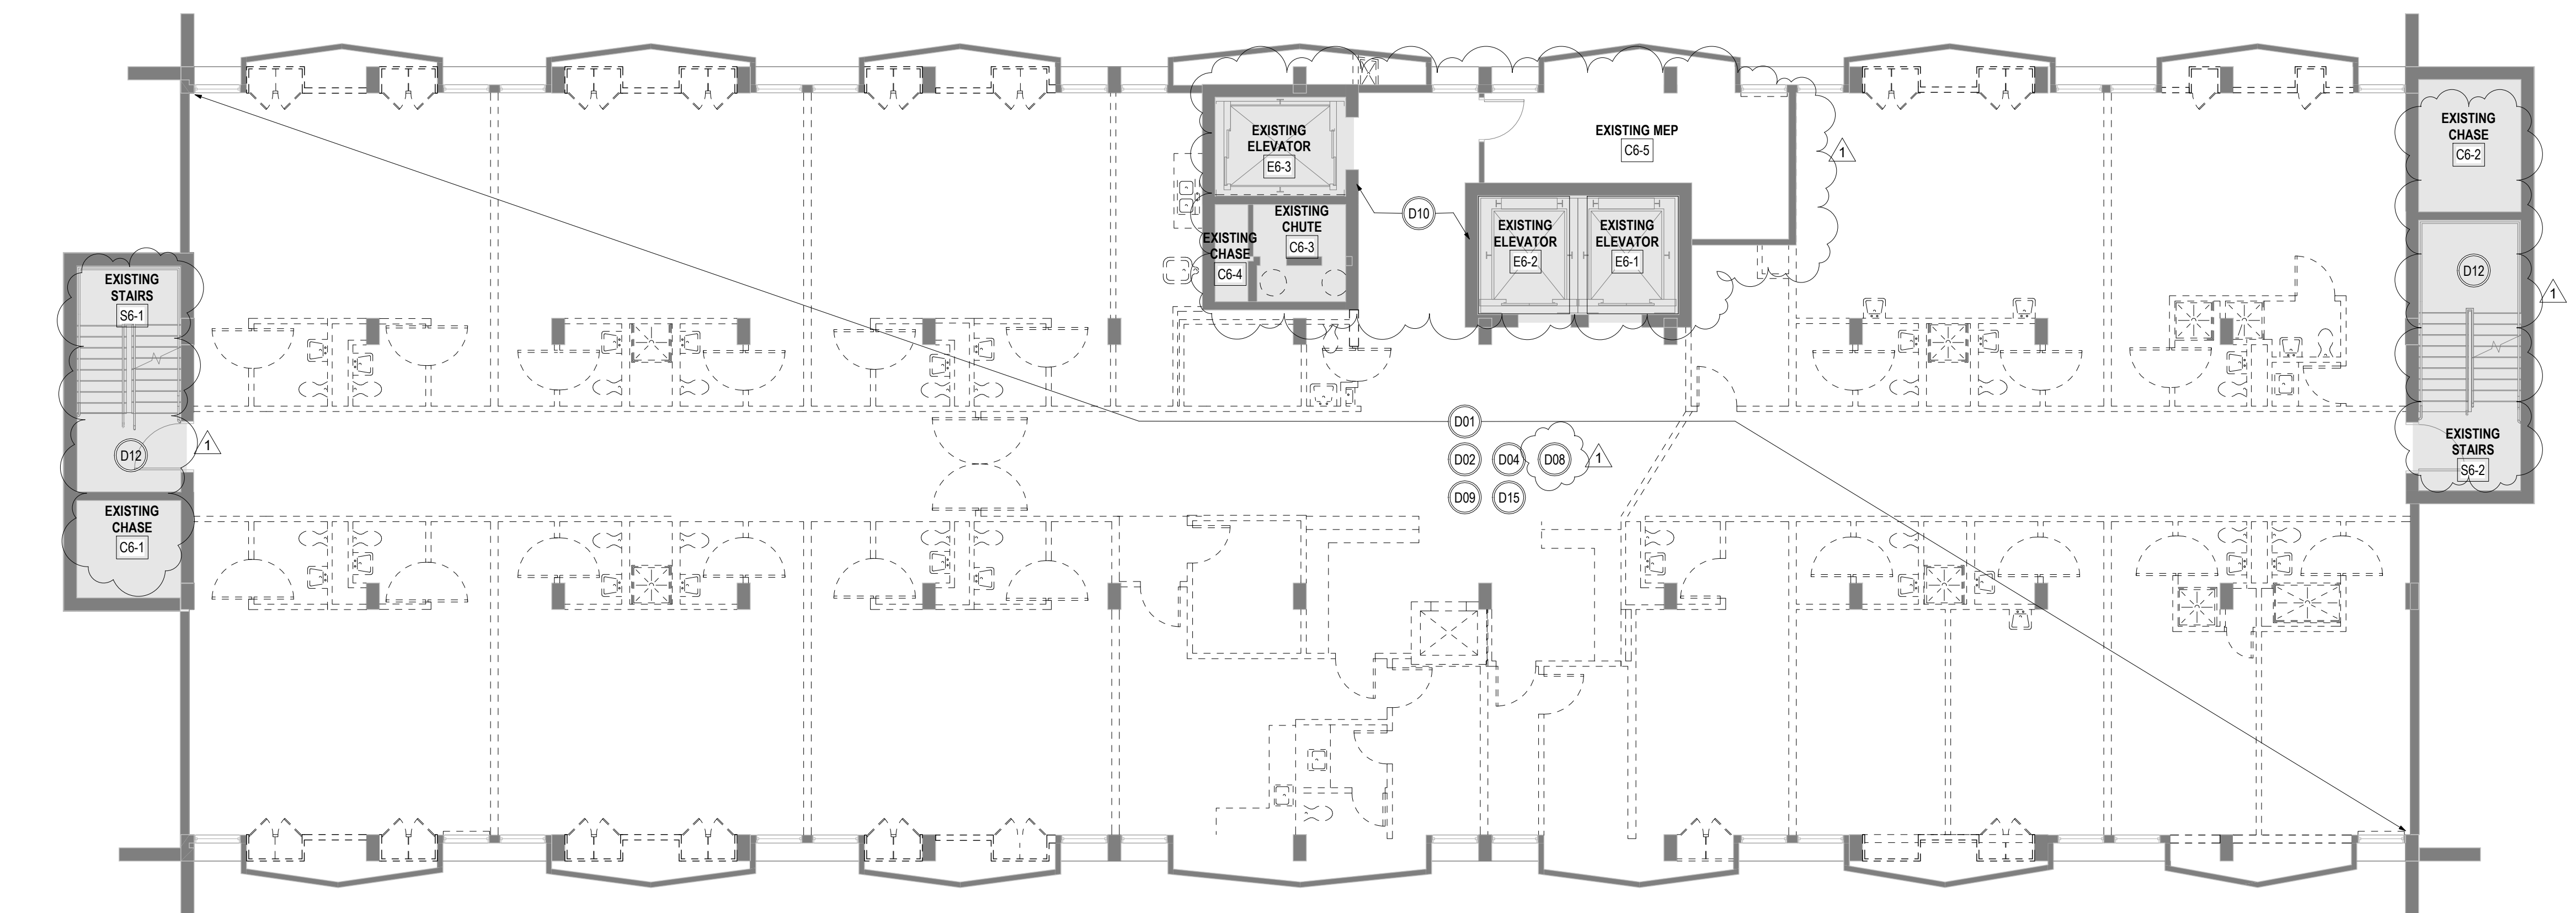 EXISTING
ELEVATOR
E6-3
EXISTING MEP
C6-5
1
EXISTING
CHASE
C6-2
D10
EXISTING
CHUTE
C6-3
EXISTING
CHASE
C6-4
EXISTING
ELEVATOR
E6-2
EXISTING
ELEVATOR
E6-1
EXISTING
STAIRS
S6-1
D12
1
D12
1
D01
D02
D04
D08
1
D09
D15
EXISTING
STAIRS
S6-2
EXISTING
CHASE
C6-1